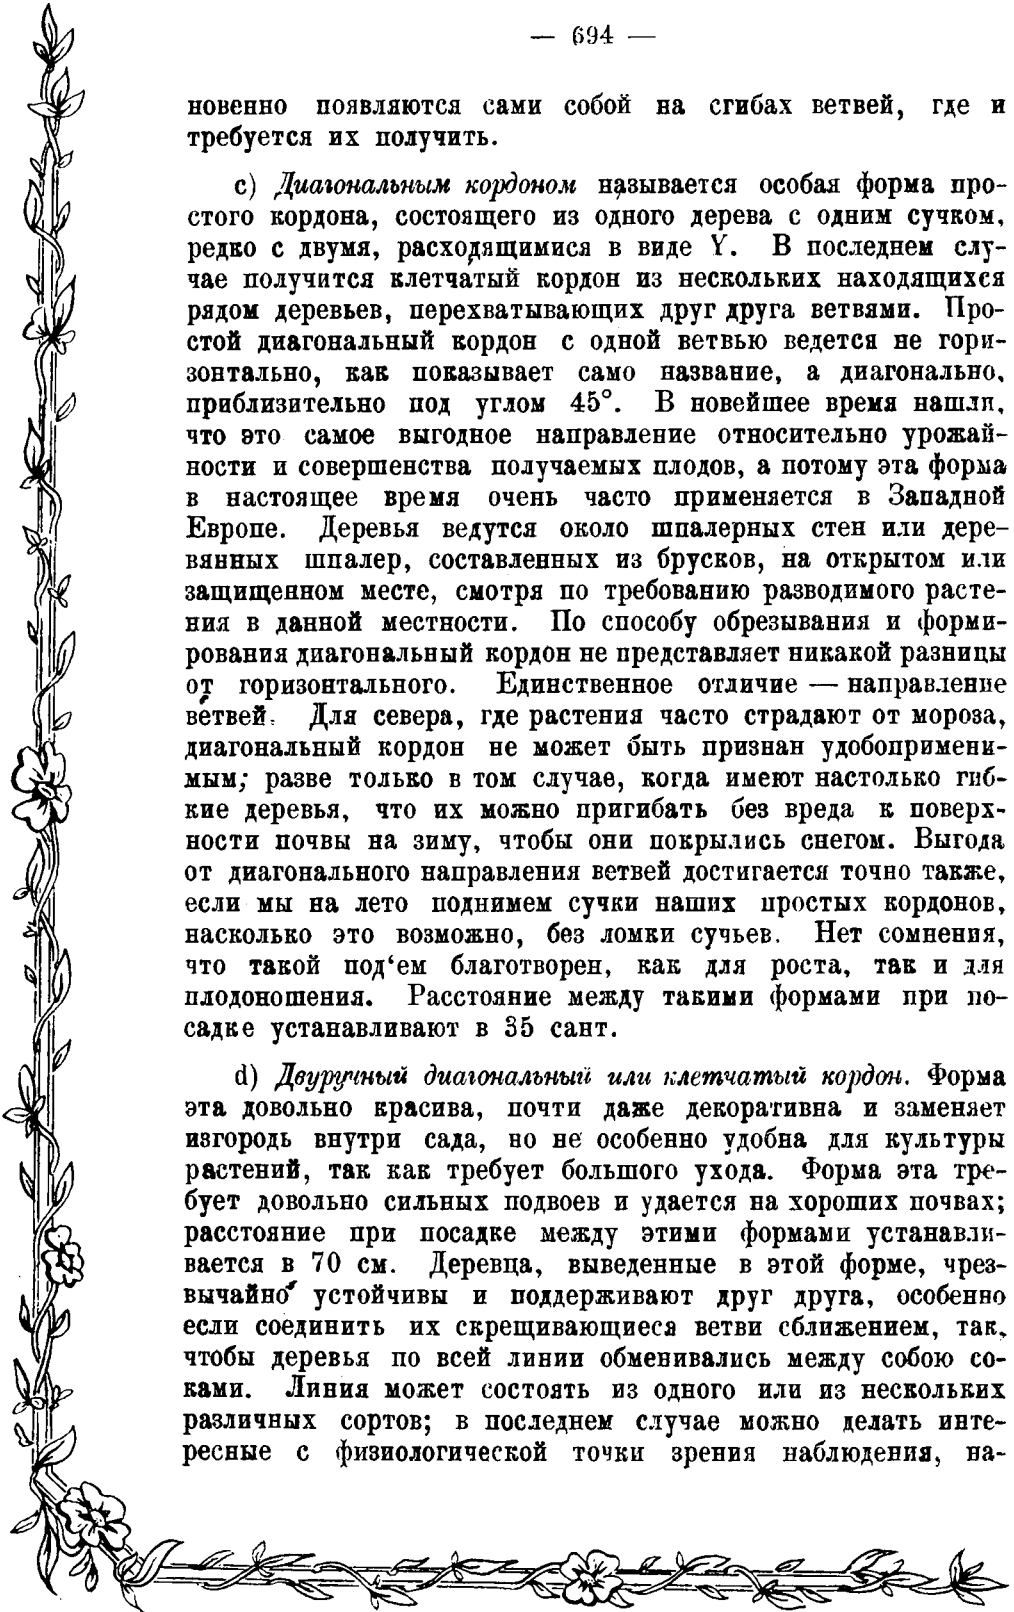 — 694 —
новенно появляются сами собой на сгибах ветвей, где и
требуется их получить.
с) Диагональным кордоном называется особая форма про-
стого кордона, состоящего из одного дерева с одним сучком,
редко с двумя, расходящимися в виде Y. В последнем слу-
чае получится клетчатый кордон из нескольких находящихся
рядом деревьев, перехватывающих друг друга ветвями. Про-
стой диагональный кордон с одной ветвью ведется не гори-
зонтально, как показывает само название, а диагонально,
приблизительно под углом 45°. В новейшее время нашли,
что это самое выгодное направление относительно урожай-
ности и совершенства получаемых плодов, а потому эта форма
в настоящее время очень часто применяется в Западной
Европе. Деревья ведутся около шпалерных стен или дере-
вянных шпалер, составленных из брусков, на открытом или
защищенном месте, смотря по требованию разводимого расте-
ния в данной местности. По способу обрезывания и форми-
рования диагональный кордон не представляет никакой разницы
от горизонтального. Единственное отличие — направление
ветвей. Для севера, где растения часто страдают от мороза,
диагональный кордон не может быть признан удобопримени-
мым; разве только в том случае, когда имеют настолько гиб-
кие деревья, что их можно пригибать без вреда к поверх-
ности почвы на зиму, чтобы они покрылись снегом. Выгода
от диагонального направления ветвей достигается точно также,
если мы на лето поднимем сучки наших простых кордонов,
насколько это возможно, без ломки сучьев. Нет сомнения,
что такой под‘ем благотворен, как для роста, так и для
плодоношения. Расстояние между такими формами при по-
садке устанавливают в 35 сант.
d) Двуручный диагональный или клетчатый кордон. Форма
эта довольно красива, почти даже декоративна и заменяет
изгородь внутри сада, но не особенно удобна для культуры
растений, так как требует большого ухода. Форма эта тре-
бует довольно сильных подвоев и удается на хороших почвах;
расстояние при посадке между этими формами устанавли-
вается в 70 см. Деревца, выведенные в этой форме, чрез-
вычайно устойчивы и поддерживают друг друга, особенно
если соединить их скрещивающиеся ветви сближением, так,
чтобы деревья по всей линии обменивались между собою со-
ками. Линия может состоять из одного или из нескольких
различных сортов; в последнем случае можно делать инте-
ресные с физиологической точки зрения наблюдения, на-